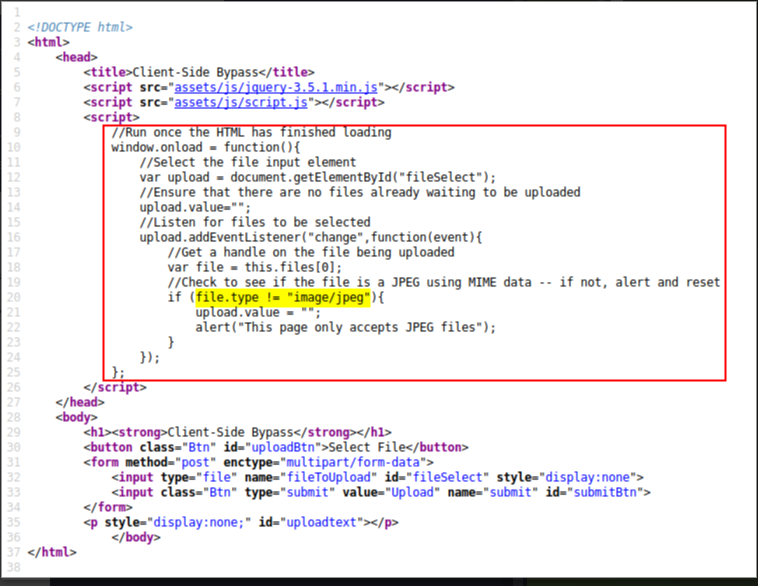 1
2 <!DOCTYPE html>
3 <html>
4     <head>
5         <title>Client-Side Bypass</title>
6         <script src="assets/js/jquery-3.5.1.min.js"></script>
7         <script src="assets/js/script.js"></script>
8         <script>
9             //Run once the HTML has finished loading
10             window.onload = function(){
11                 //Select the file input element
12                 var upload = document.getElementById("fileSelect");
13                 //Ensure that there are no files already waiting to be uploaded
14                 upload.value="";
15                 //Listen for files to be selected
16                 upload.addEventListener("change",function(event){
17                     //Get a handle on the file being uploaded
18                     var file = this.files[0];
19                     //Check to see if the file is a JPEG using MIME data -- if not, alert and reset
20                     if (file.type != "image/jpeg"){
21                         upload.value = "";
22                         alert("This page only accepts JPEG files");
23                     }
24                 });
25             };
26         </script>
27     </head>
28     <body>
29         <h1><strong>Client-Side Bypass</strong></h1>
30         <button class="Btn" id="uploadBtn">Select File</button>
31         <form method="post" enctype="multipart/form-data">
32             <input type="file" name="fileToUpload" id="fileSelect" style="display:none">
33             <input class="Btn" type="submit" value="Upload" name="submit" id="submitBtn">
34         </form>
35         <p style="display:none;" id="uploadtext"></p>
36             </body>
37 </html>
38